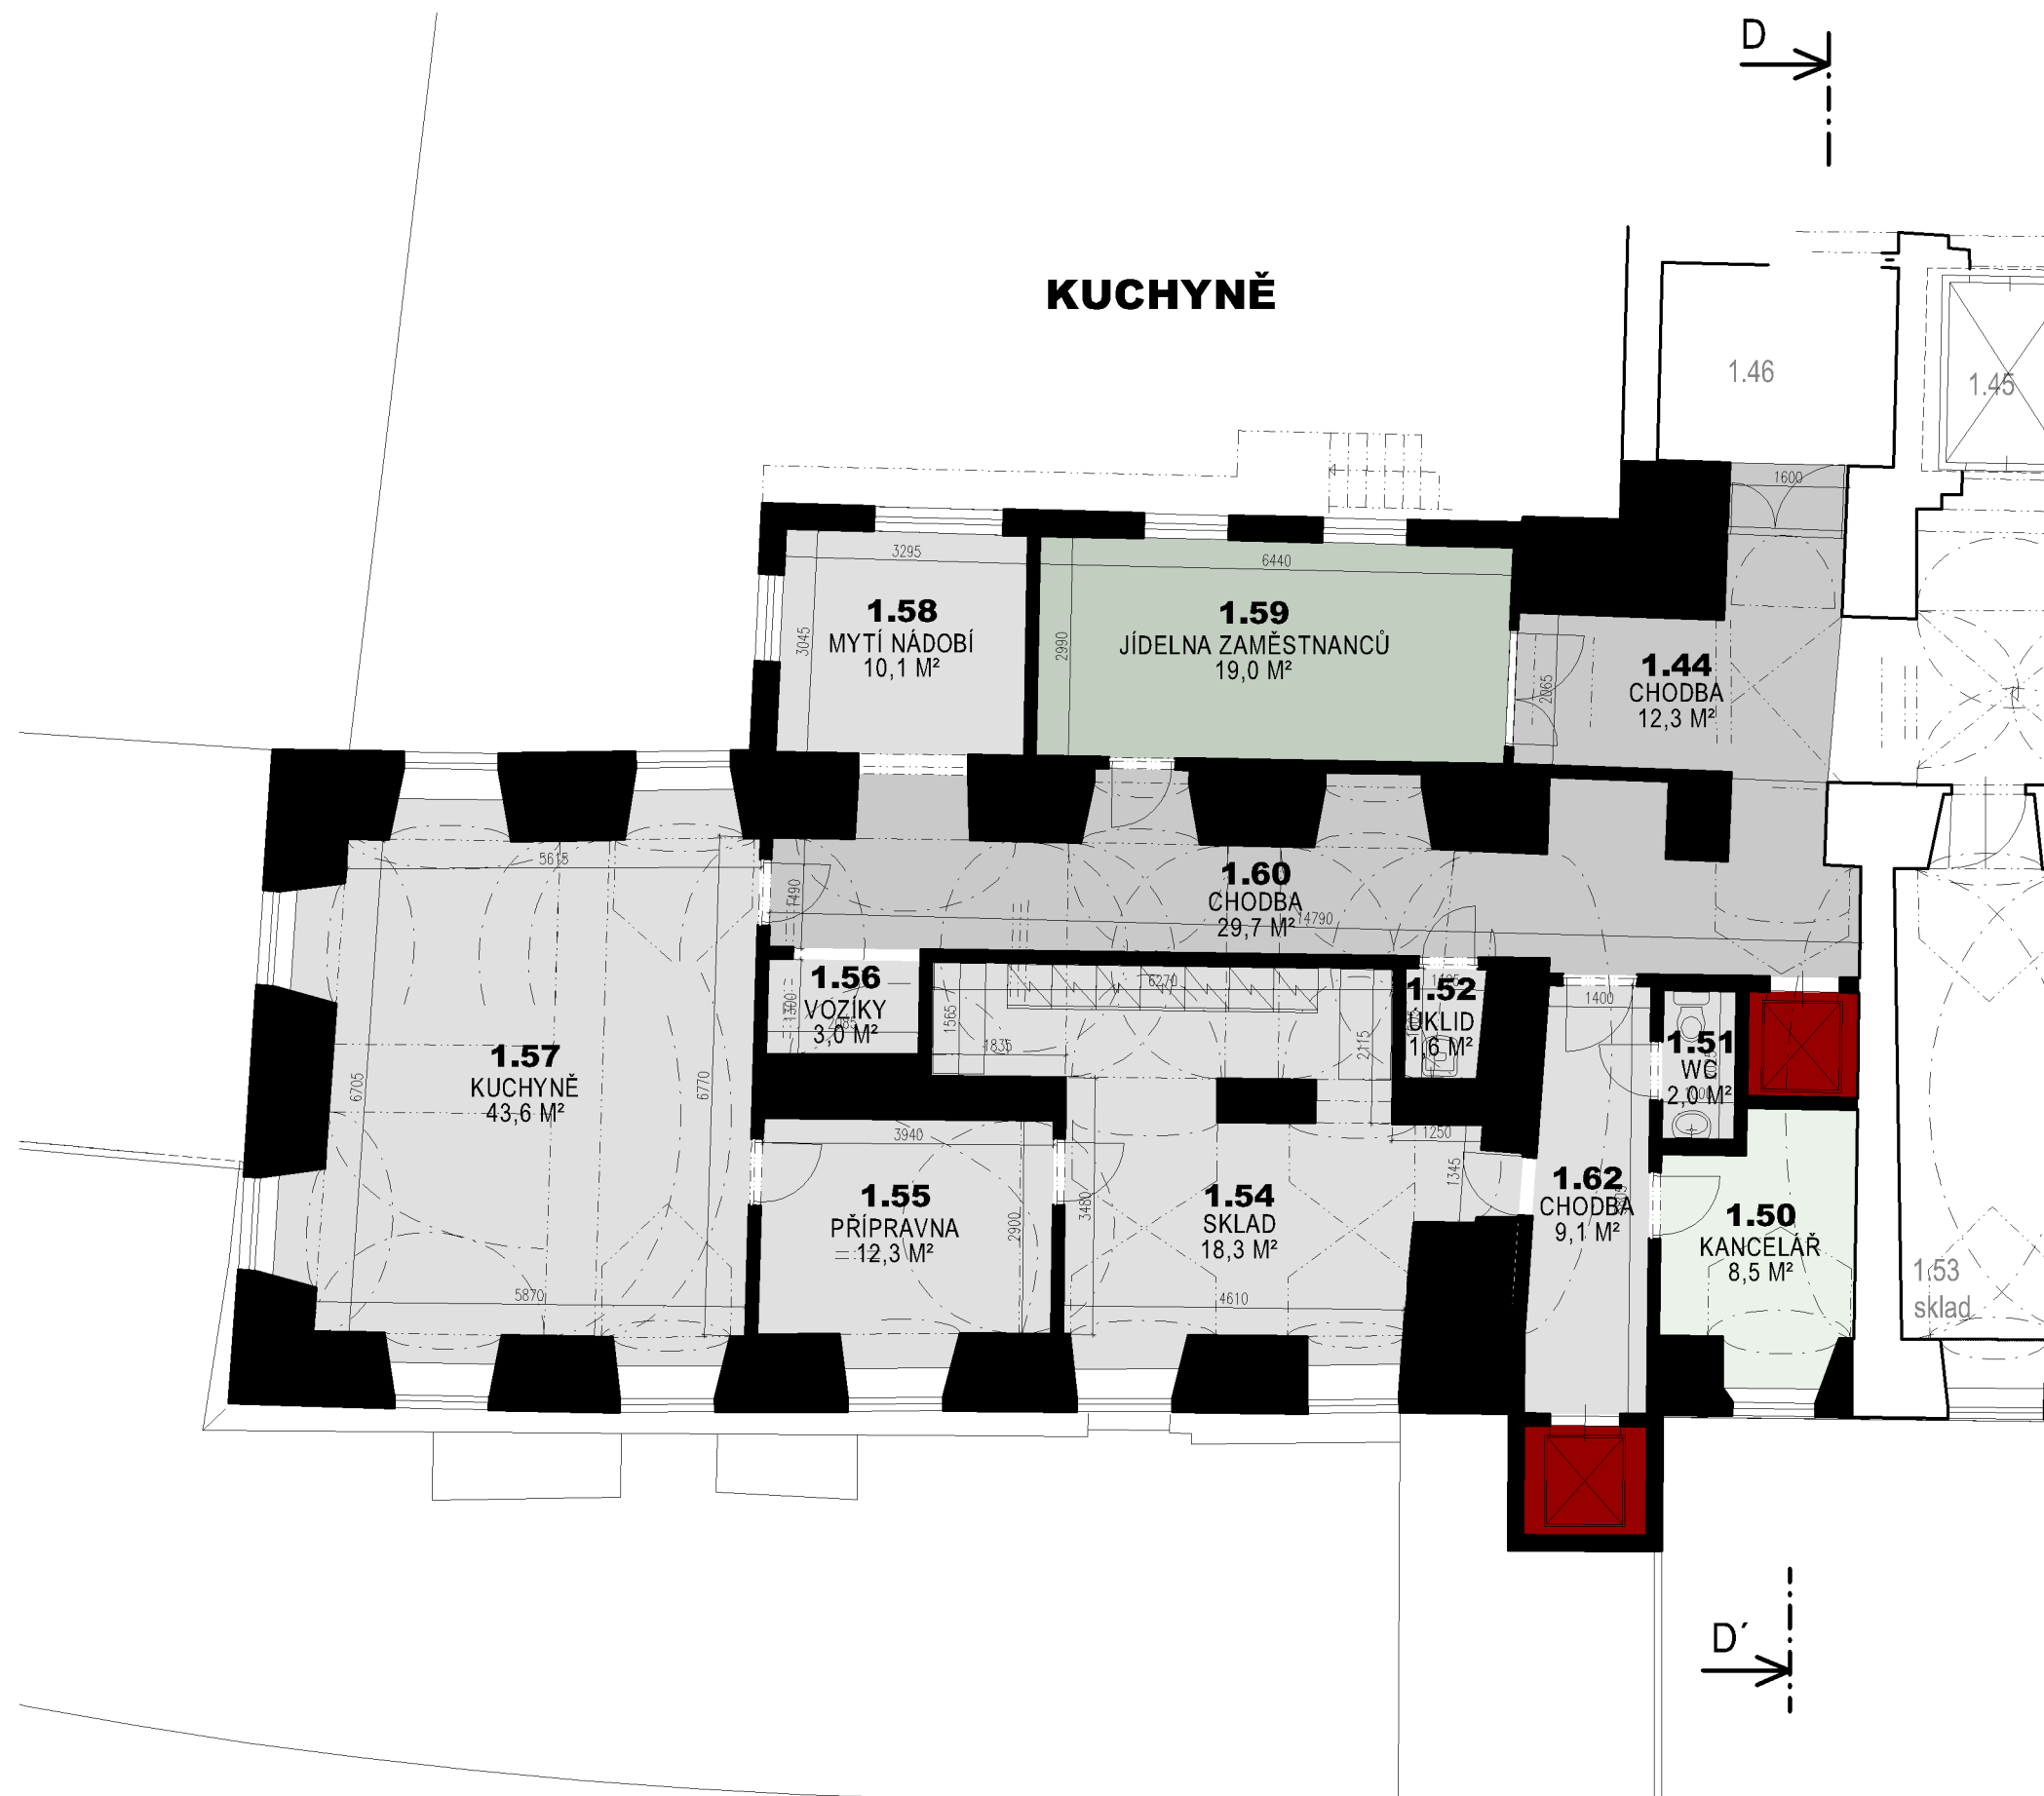 D
KUCHYNĚ
1.46
1.45
1600
3295
6440
1.58
MYTÍ NÁDOBÍ
10,1 M²
3045
2990
1.59
JÍDELNA ZAMĚSTNANCŮ
19,0 M²
2065
1.44
CHODBA
12,3 M²
5615
1490
1.60
CHODBA
29,7 M²
14790
1.56
VOZÍKY
3,0 M²
1300
2085
1565
1835
6270
2115
1.52
ÚKLID
1,6 M²
1400
1.51
WC
2,0 M²
1.57
KUCHYNĚ
43,6 M²
6705
6770
3940
1250
1345
1.55
PŘÍPRAVNA
12,3 M²
2900
3480
1.54
SKLAD
18,3 M²
1.62
CHODBA
9,1 M²
1.50
KANCELÁŘ
8,5 M²
1.53
sklad
5870
4610
D´